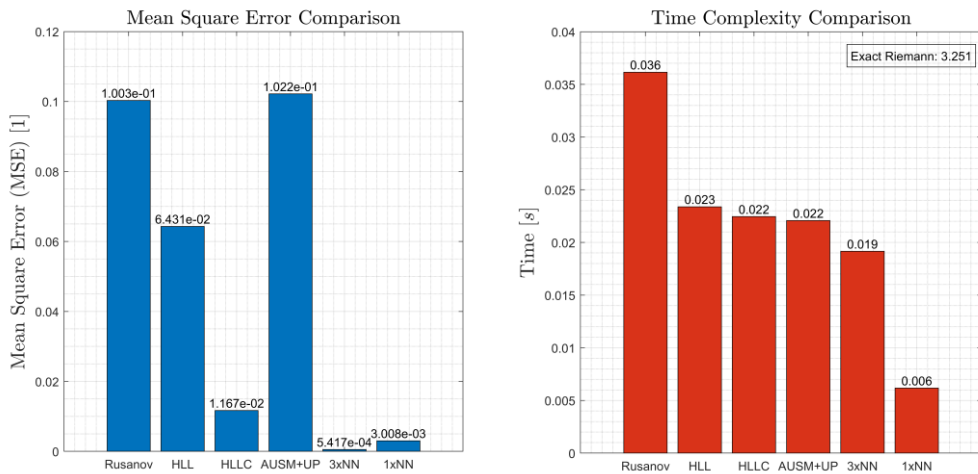 Mean Square Error Comparison
Mean Square Error (MSE) [1]
0.12
0.1
0.08
0.06
0.04
0.02
0
1.003e-01
6.431e-02
1.167e-02
1.022e-01
5.417e-04
3.008e-03
Rusanov HLL HLLC AUSM+UP 3xNN 1xNN
Time Complexity Comparison
Time [s]
0.04
0.035
0.03
0.025
0.02
0.015
0.01
0.005
0
Exact Riemann: 3.251
0.036
0.023
0.022
0.022
0.019
0.006
Rusanov HLL HLLC AUSM+UP 3xNN 1xNN